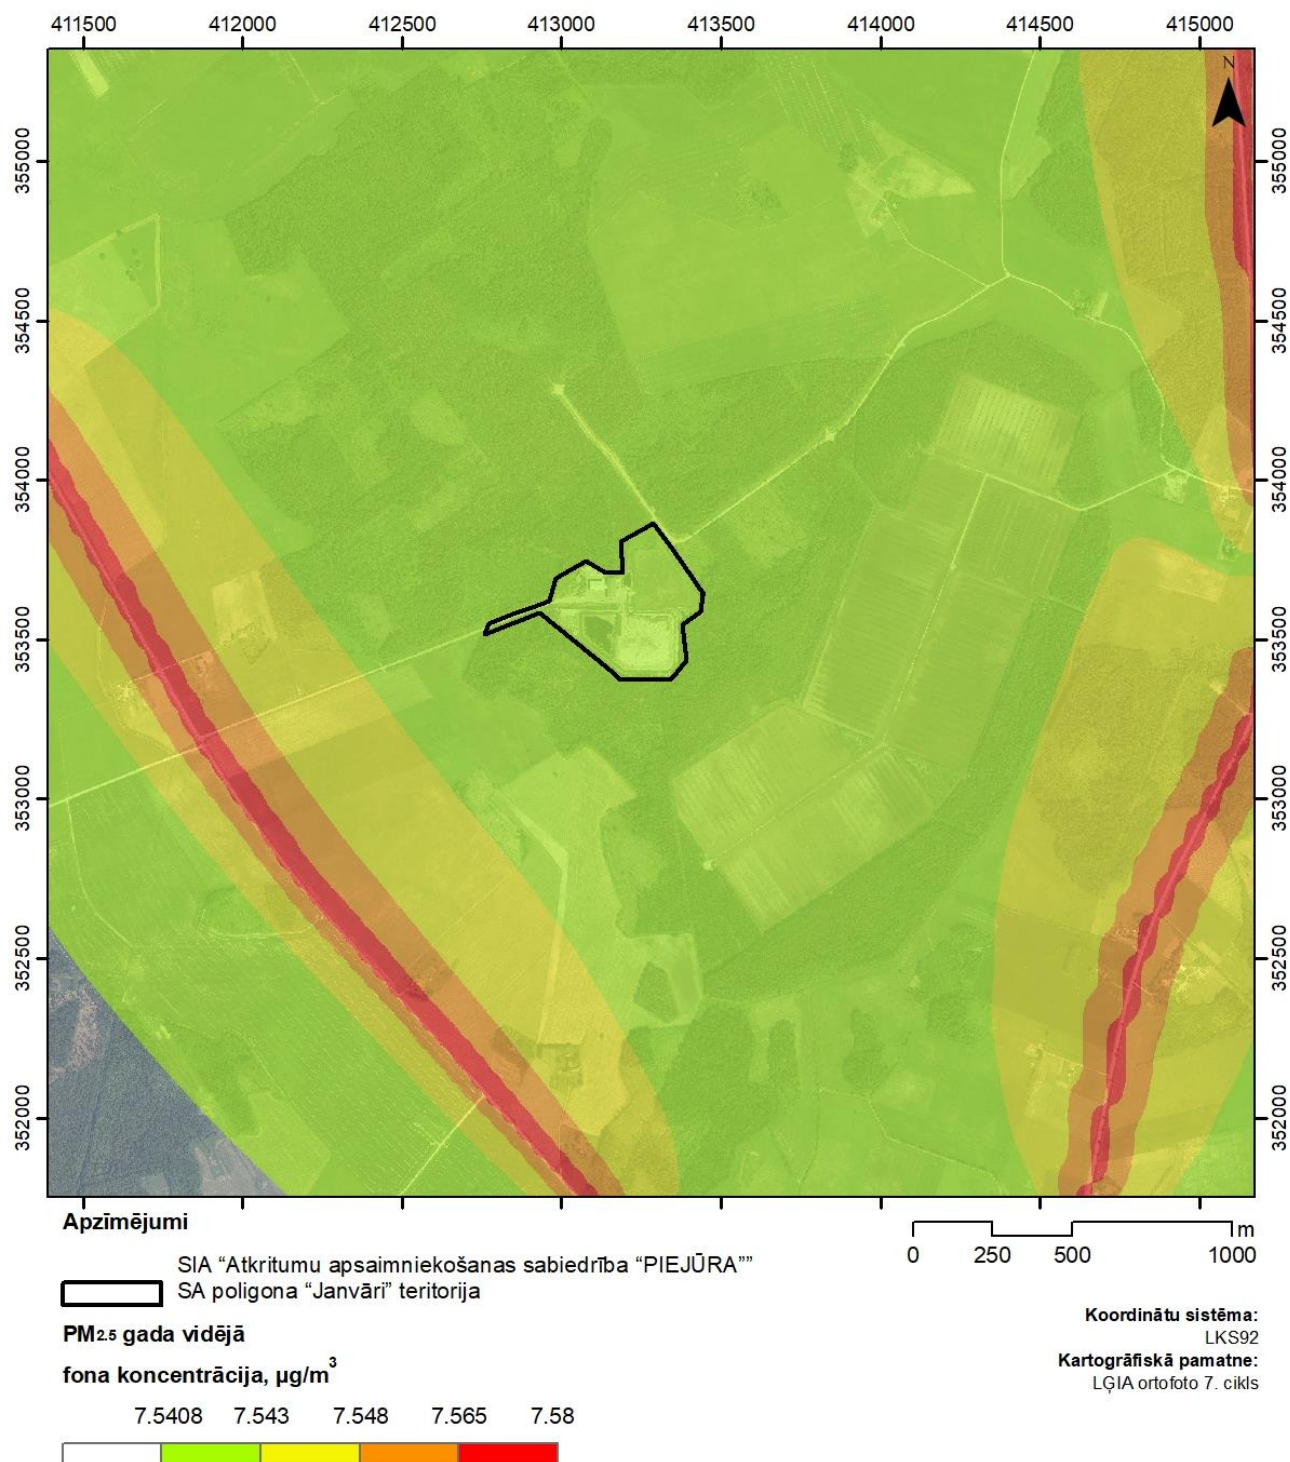 411500 412000 412500 413000 413500 414000 414500 415000
N
355000 355000
354500 354500
354000 354000
353500 353500
353000 353000
352500 352500
352000 352000
Apzīmējumi
SIA “Atkritumu apsaimniekošanas sabiedrība “PIEJŪRA””
SA poligona “Janvāri” teritorija
PM2.5 gada vidējā
fona koncentrācija, µg/m³
7.5408 7.543 7.548 7.565 7.58
m
0 250 500 1000
Koordinātu sistēma:
LKS92
Kartogrāfiskā pamatne:
LĢIA ortofoto 7. cikls